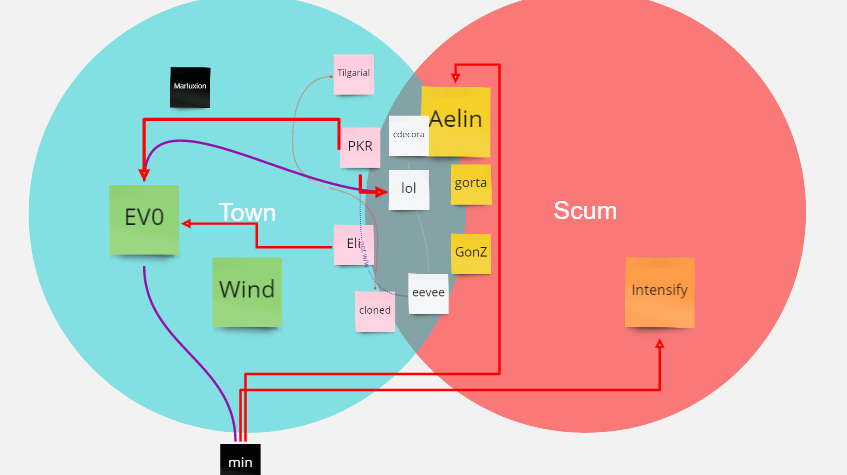 Tilgarial
Marluxion
Aelin
cdecora
PKR
gorta
lol
EV0
Town
Scum
Eli
GonZ
Wind
eevee
Intensify
cloned
min